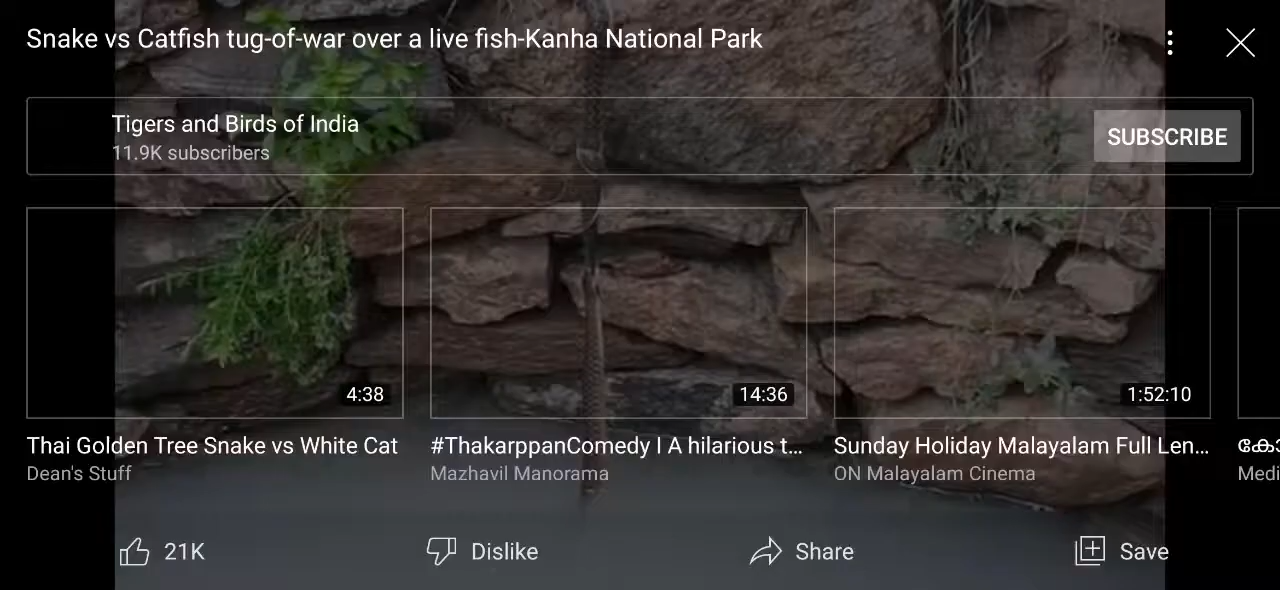 Snake vs Catfish tug-of-war over a live fish-Kanha National Park
Tigers and Birds of India
11.9K subscribers
SUBSCRIBE
4:38
14:36
1:52:10
Thai Golden Tree Snake vs White Cat
#ThakarppanComedy I A hilarious t...
Sunday Holiday Malayalam Full Len...
Dean's Stuff
Mazhavil Manorama
ON Malayalam Cinema
Medi
21K
Dislike
Share
Save